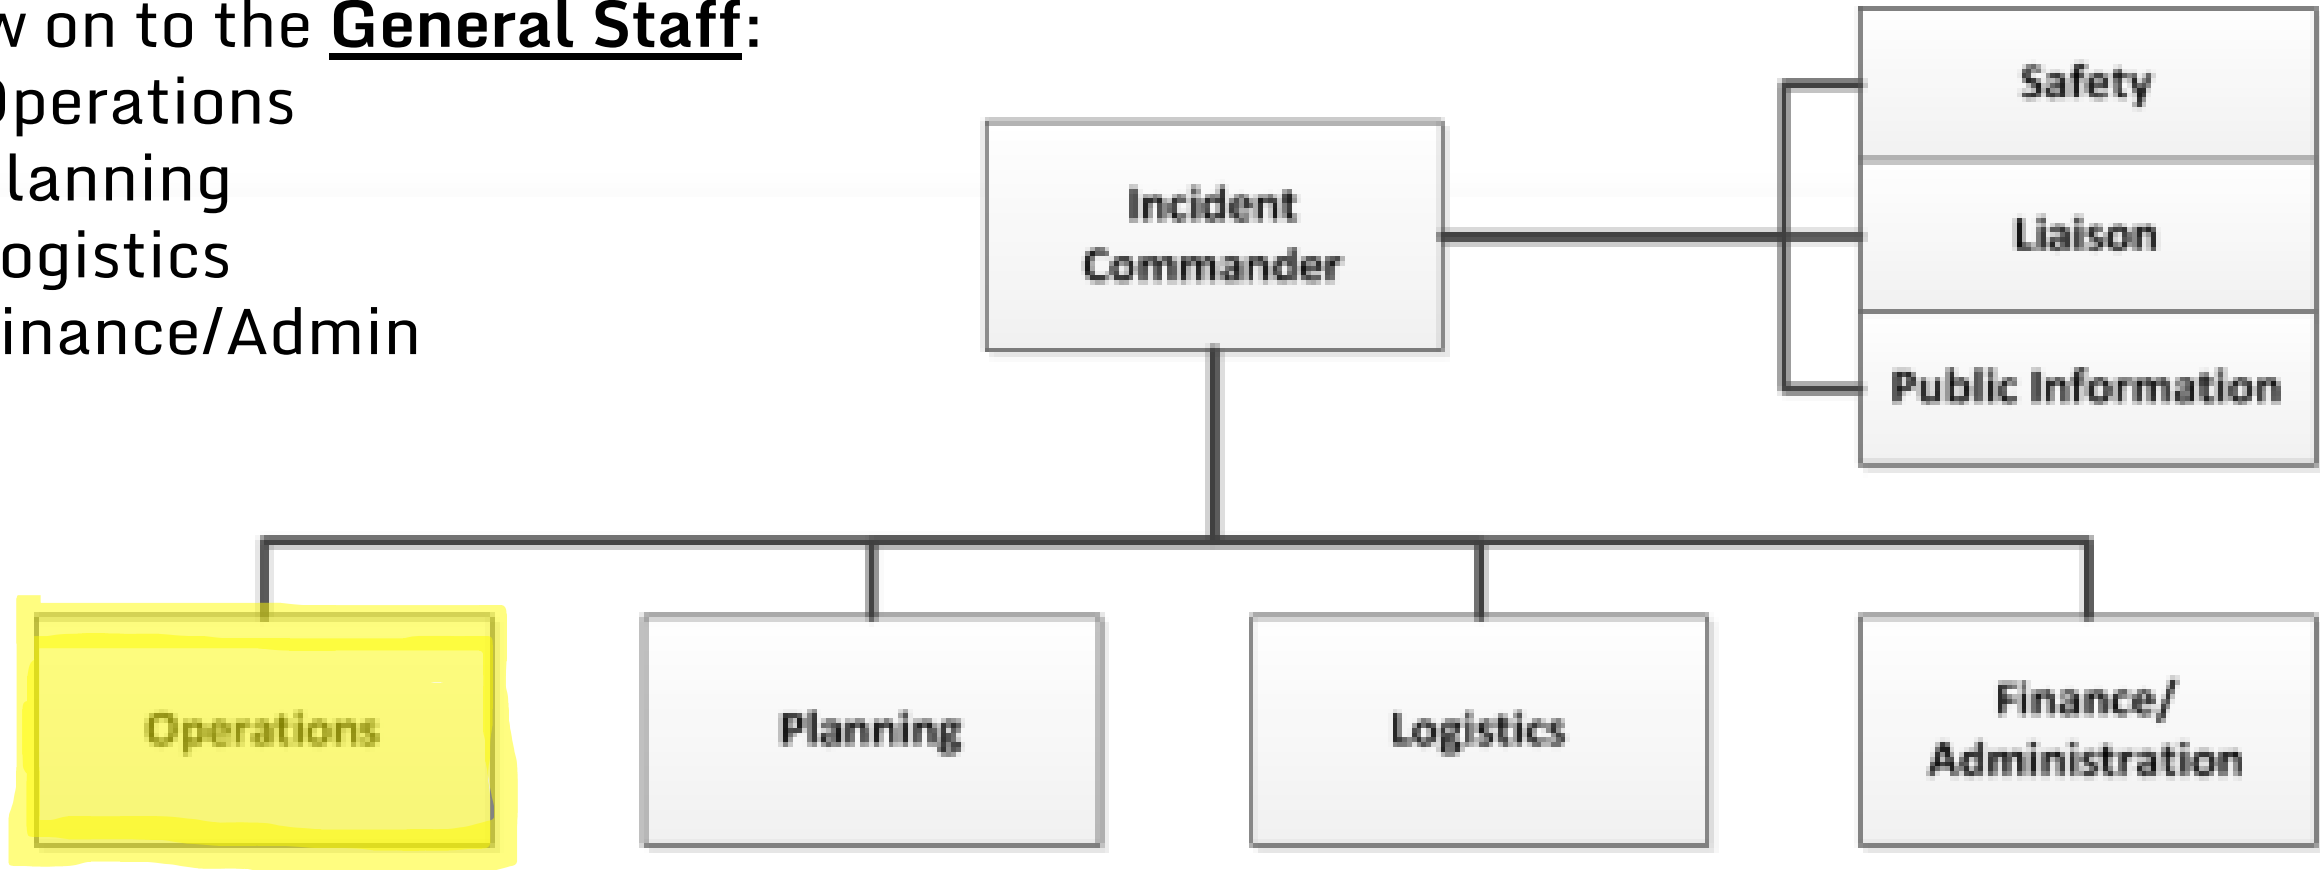 w on to the General Staff:
Operations
lanning
ogistics
inance/Admin
Safety
Incident
Commander
Liaison
Public Information
Operations
Planning
Logistics
Finance/
Administration